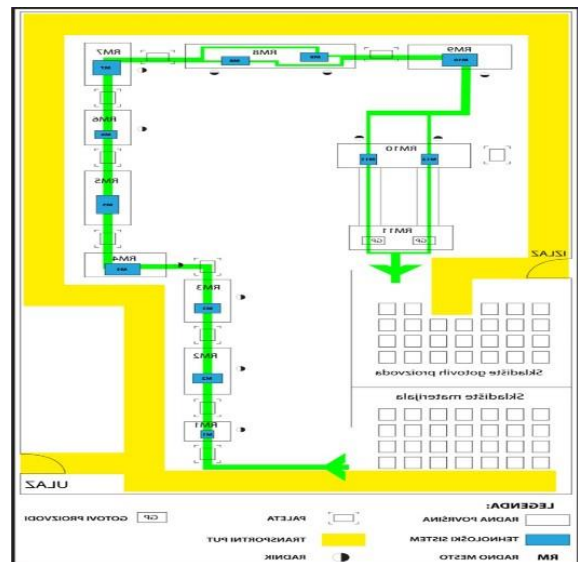 RM7
RM8
RM9
RM6
RM10
RM5
RM11
GP GP
RM4
IZLAZ
RM3
RM2
RM1
Skladište gotovih proizvoda
Skladište materijala
ULAZ
LEGENDA:
RADNA POVRŠINA
PALETA
GP GOTOVI PROIZVODI
TEHNOLOŠKI SISTEM
TRANSPORTNI PUT
RM RADNO MESTO
RADNIK